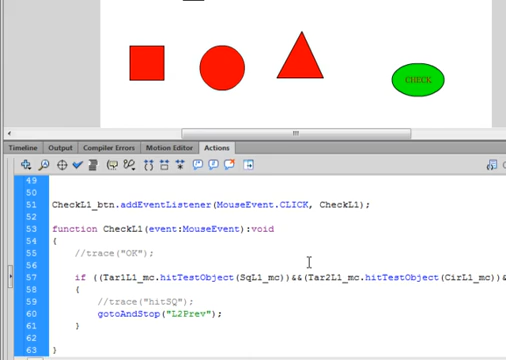 CHECK
Timeline Output Compiler Errors Motion Editor Actions
49
50
51 CheckL1_btn.addEventListener(MouseEvent.CLICK, CheckL1);
52
53 function CheckL1(event:MouseEvent):void
54 {
55 //trace("OK");
56
57 if ((Tar1L1_mc.hitTestObject(SqL1_mc))&&(Tar2L1_mc.hitTestObject(CirL1_mc))&
58 {
59 //trace("hitSQ");
60 gotoAndStop("L2Prev");
61 }
62
63 }